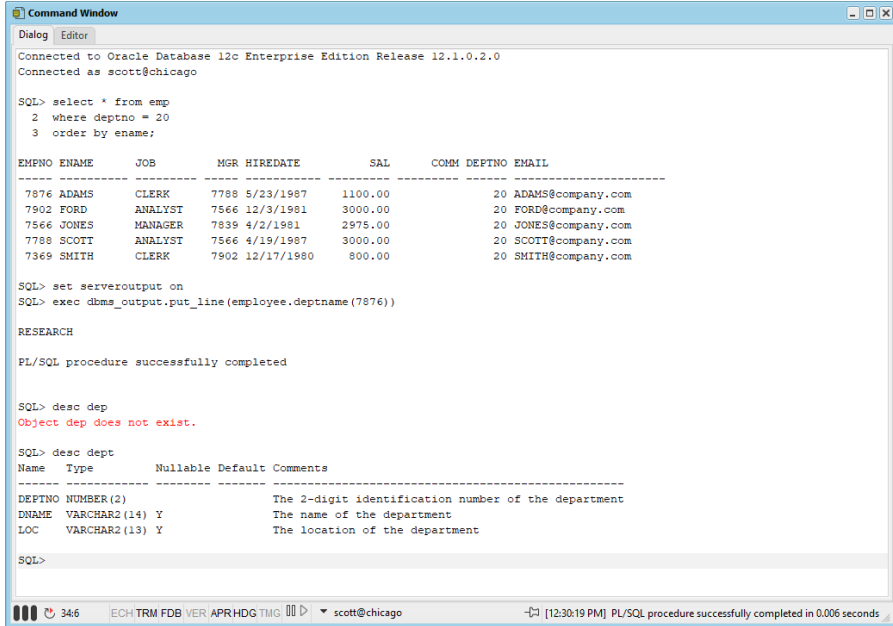 Command Window
Dialog Editor
Connected to Oracle Database 12c Enterprise Edition Release 12.1.0.2.0
Connected as scott@chicago
SQL> select * from emp
2 where deptno = 20
3 order by ename;
EMPNO ENAME JOB MGR HIREDATE SAL COMM DEPTNO EMAIL
----- ---------- --------- ----- ----------- --------- --------- ------ -----------------------
7876 ADAMS CLERK 7788 5/23/1987 1100.00 20 ADAMS@company.com
7902 FORD ANALYST 7566 12/3/1981 3000.00 20 FORD@company.com
7566 JONES MANAGER 7839 4/2/1981 2975.00 20 JONES@company.com
7788 SCOTT ANALYST 7566 4/19/1987 3000.00 20 SCOTT@company.com
7369 SMITH CLERK 7902 12/17/1980 800.00 20 SMITH@company.com
SQL> set serveroutput on
SQL> exec dbms_output.put_line(employee.deptname(7876))
RESEARCH
PL/SQL procedure successfully completed
SQL> desc dep
Object dep does not exist.
SQL> desc dept
Name Type Nullable Default Comments
------ ------------ -------- ------- -----------------------------------------------------
DEPTNO NUMBER(2) The 2-digit identification number of the department
DNAME VARCHAR2(14) Y The name of the department
LOC VARCHAR2(13) Y The location of the department
SQL>
34:6 ECH TRM FDB VER APR HDG TMG scott@chicago [12:30:19 PM] PL/SQL procedure successfully completed in 0.006 seconds